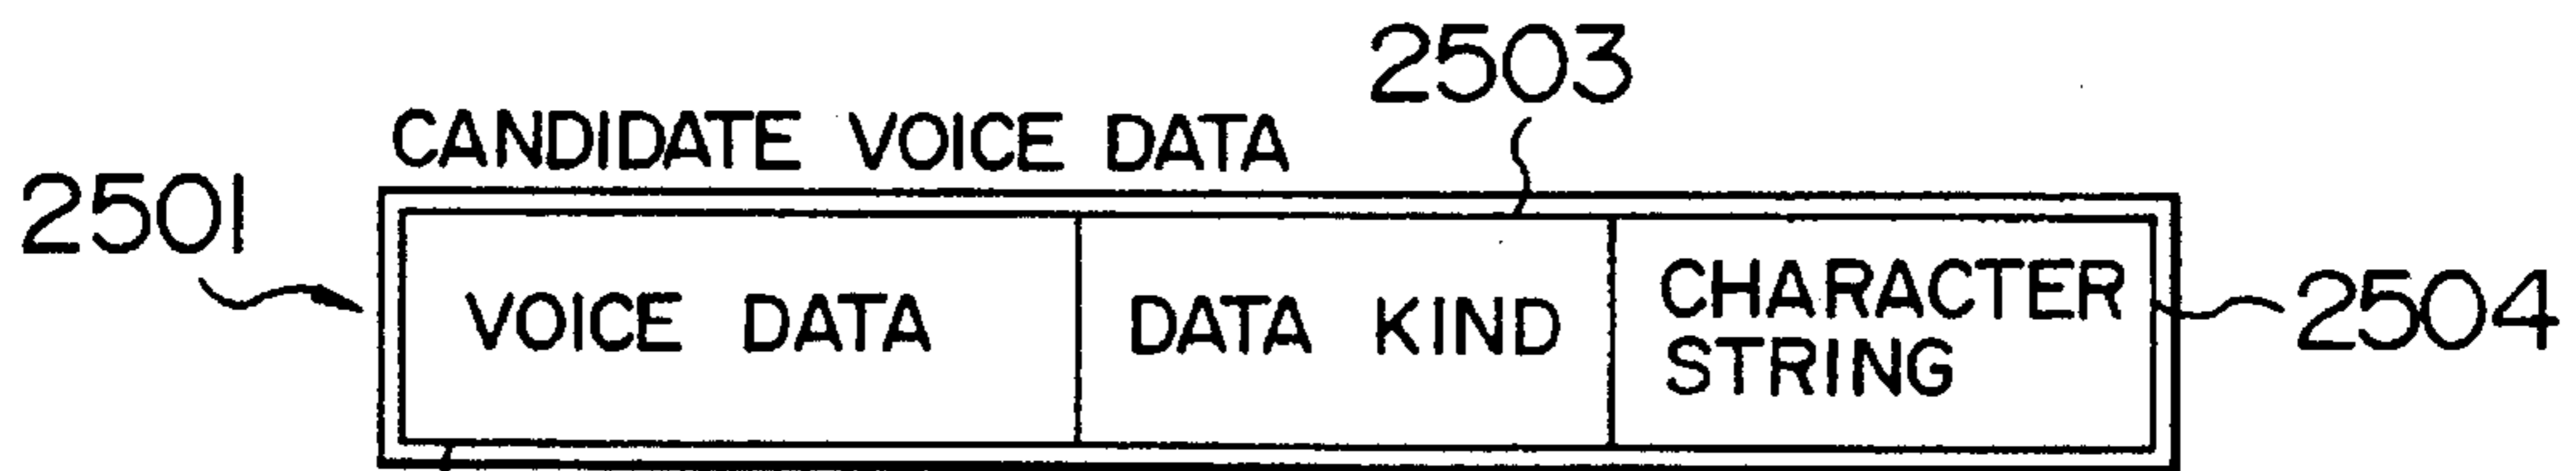 2503
CANDIDATE VOICE DATA
2501
VOICE DATA
DATA KIND
CHARACTER
STRING
2504